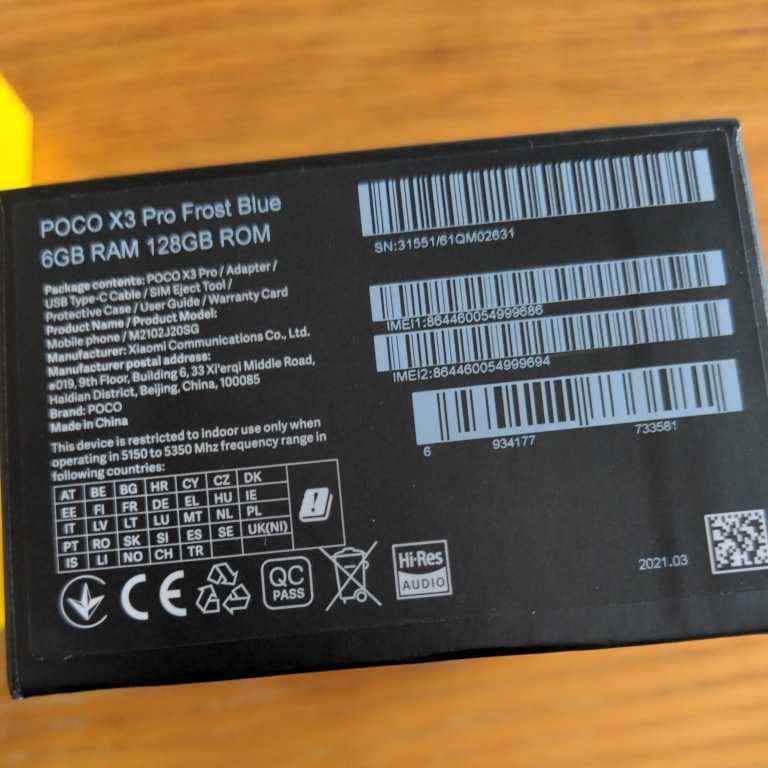 POCO X3 Pro Frost Blue
6GB RAM 128GB ROM
Package contents: POCO X3 Pro / Adapter /
USB Type-C Cable / SIM Eject Tool /
Protective Case / User Guide / Warranty Card
Product Name / Product Model:
Mobile phone / M2102J20SG
Manufacturer: Xiaomi Communications Co., Ltd.
Manufacturer postal address:
#019, 9th Floor, Building 6, 33 Xi'erqi Middle Road,
Haidian District, Beijing, China, 100085
Brand: POCO
Made in China
This device is restricted to indoor use only when
operating in 5150 to 5350 Mhz frequency range in
following countries:
AT BE BG HR CY CZ DK
EE FI FR DE EL HU IE
IT LV LT LU MT NL PL
PT RO SK SI ES SE UK(NI)
IS LI NO CH TR
CE
QC
PASS
Hi-Res
AUDIO
SN:31551/61QM02631
IMEI1:864460054999686
IMEI2:864460054999694
6 934177 733581
2021.03